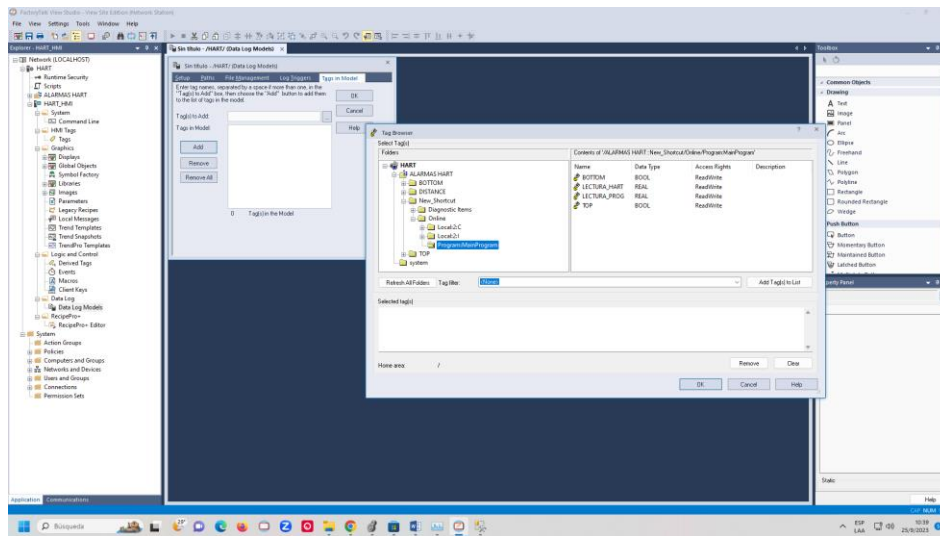 FactoryTalk View Studio - View Site Edition (Network Station)
File View Settings Tools Window Help
Explorer - HART_HMI
Sin título - /HART/ (Data Log Models)
Toolbox
Network (LOCALHOST)
HART
Runtime Security
Scripts
ALARMAS HART
HART_HMI
System
Command Line
HMI Tags
Tags
Graphics
Displays
Global Objects
Symbol Factory
Libraries
Images
Parameters
Legacy Recipes
Local Messages
Trend Templates
Trend Snapshots
TrendPro Templates
Logic and Control
Derived Tags
Events
Macros
Client Keys
Data Log
Data Log Models
RecipePro+
RecipePro+ Editor
System
Action Groups
Policies
Computers and Groups
Networks and Devices
Users and Groups
Connections
Permission Sets
Application Communications
Sin título - /HART/ (Data Log Models)
Setup Paths File Management Log Triggers Tags in Model
Enter tag names, separated by a space if more than one, in the
"Tag(s) to Add" box, then choose the "Add" button to add them
to the list of tags in the model.
Tag(s) to Add:
Tags in Model:
Add
Remove
Remove All
0 Tag(s) in the Model
OK
Cancel
Help
Tag Browser
Select Tag(s)
Folders
HART
ALARMAS HART
BOTTOM
DISTANCE
New_Shortcut
Diagnostic Items
Online
Local:2:C
Local:2:I
Program:MainProgram
TOP
system
Contents of '/ALARMAS HART::New_Shortcut/Online/Program:MainProgram'
Name Data Type Access Rights Description
BOTTOM BOOL ReadWrite
LECTURA_HART REAL ReadWrite
LECTURA_PROG REAL ReadWrite
TOP BOOL ReadWrite
Refresh All Folders Tag filter: <None> Add Tag(s) to List
Selected tag(s)
Home area: /
Remove Clear
OK Cancel Help
Common Objects
Drawing
Text
Image
Panel
Arc
Ellipse
Freehand
Line
Polygon
Polyline
Rectangle
Rounded Rectangle
Wedge
Push Button
Button
Momentary Button
Maintained Button
Latched Button
perty Panel
Static
Help
CAP NUM
Búsqueda
ESP
LAA
10:39
25/8/2023